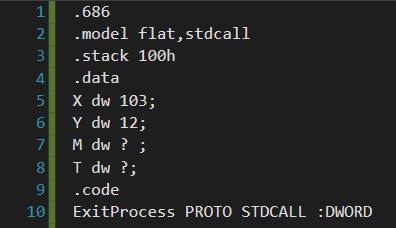 1 .686
2 .model flat,stdcall
3 .stack 100h
4 .data
5 X dw 103;
6 Y dw 12;
7 M dw ? ;
8 T dw ?;
9 .code
10 ExitProcess PROTO STDCALL :DWORD